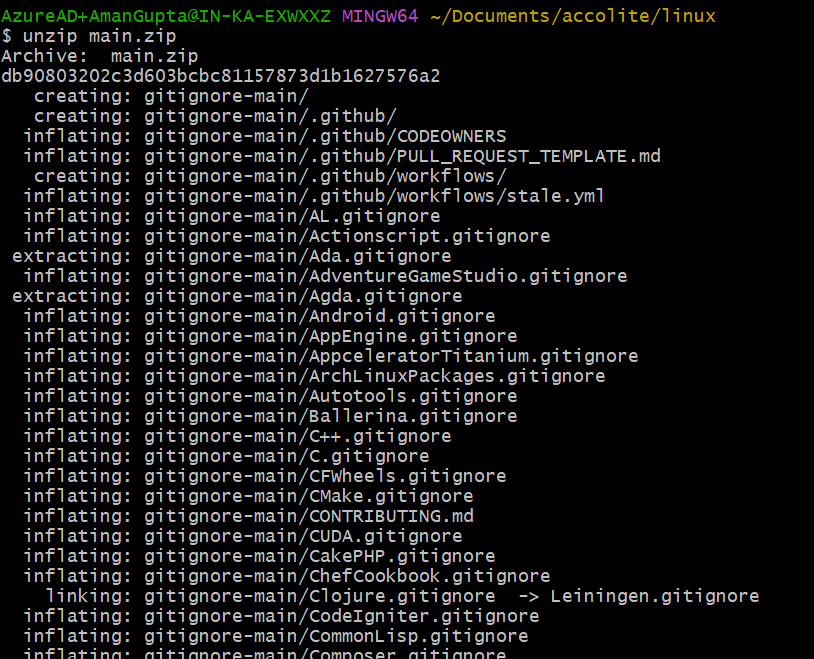 AzureAD+AmanGupta@IN-KA-EXWXXZ MINGW64 ~/Documents/accolite/linux
$ unzip main.zip
Archive:  main.zip
db90803202c3d603bcbc81157873d1b1627576a2
   creating: gitignore-main/
   creating: gitignore-main/.github/
  inflating: gitignore-main/.github/CODEOWNERS
  inflating: gitignore-main/.github/PULL_REQUEST_TEMPLATE.md
   creating: gitignore-main/.github/workflows/
  inflating: gitignore-main/.github/workflows/stale.yml
  inflating: gitignore-main/AL.gitignore
  inflating: gitignore-main/Actionscript.gitignore
 extracting: gitignore-main/Ada.gitignore
  inflating: gitignore-main/AdventureGameStudio.gitignore
 extracting: gitignore-main/Agda.gitignore
  inflating: gitignore-main/Android.gitignore
  inflating: gitignore-main/AppEngine.gitignore
  inflating: gitignore-main/AppceleratorTitanium.gitignore
  inflating: gitignore-main/ArchLinuxPackages.gitignore
  inflating: gitignore-main/Autotools.gitignore
  inflating: gitignore-main/Ballerina.gitignore
  inflating: gitignore-main/C++.gitignore
  inflating: gitignore-main/C.gitignore
  inflating: gitignore-main/CFWheels.gitignore
  inflating: gitignore-main/CMake.gitignore
  inflating: gitignore-main/CONTRIBUTING.md
  inflating: gitignore-main/CUDA.gitignore
  inflating: gitignore-main/CakePHP.gitignore
  inflating: gitignore-main/ChefCookbook.gitignore
    linking: gitignore-main/Clojure.gitignore  -> Leiningen.gitignore
  inflating: gitignore-main/CodeIgniter.gitignore
  inflating: gitignore-main/CommonLisp.gitignore
  inflating: gitignore-main/Composer.gitignore